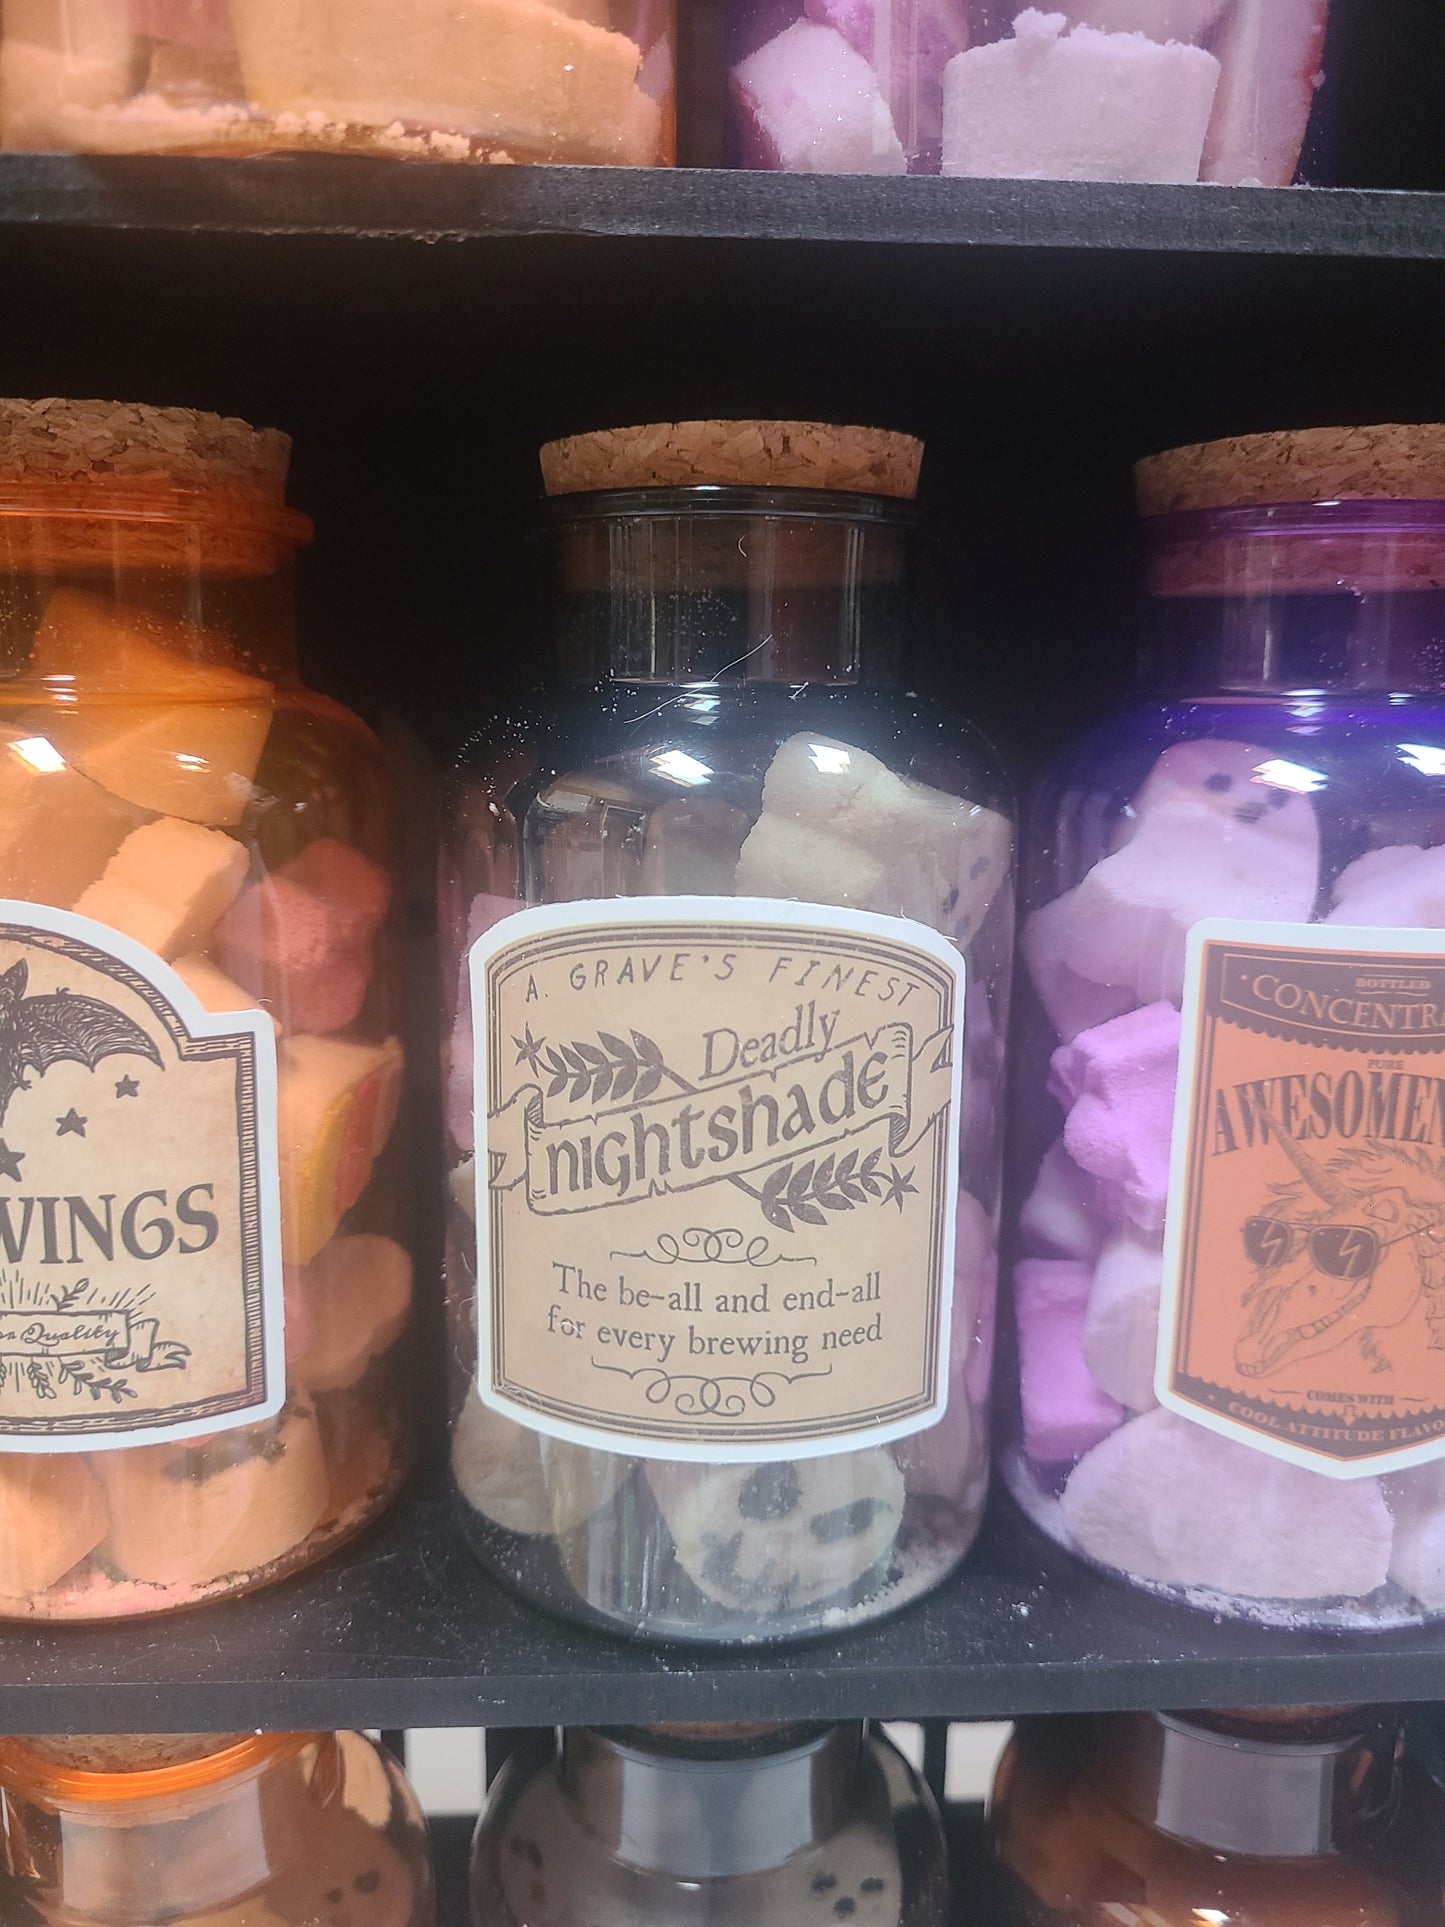 WINGS
Quality
A. GRAVE'S FINEST
Deadly
nightshade
The be-all and end-all
for every brewing need
BOTTLED
CONCENTRA
PURE
AWESOMEN
COMES WITH
COOL ATTITUDE FLAVO